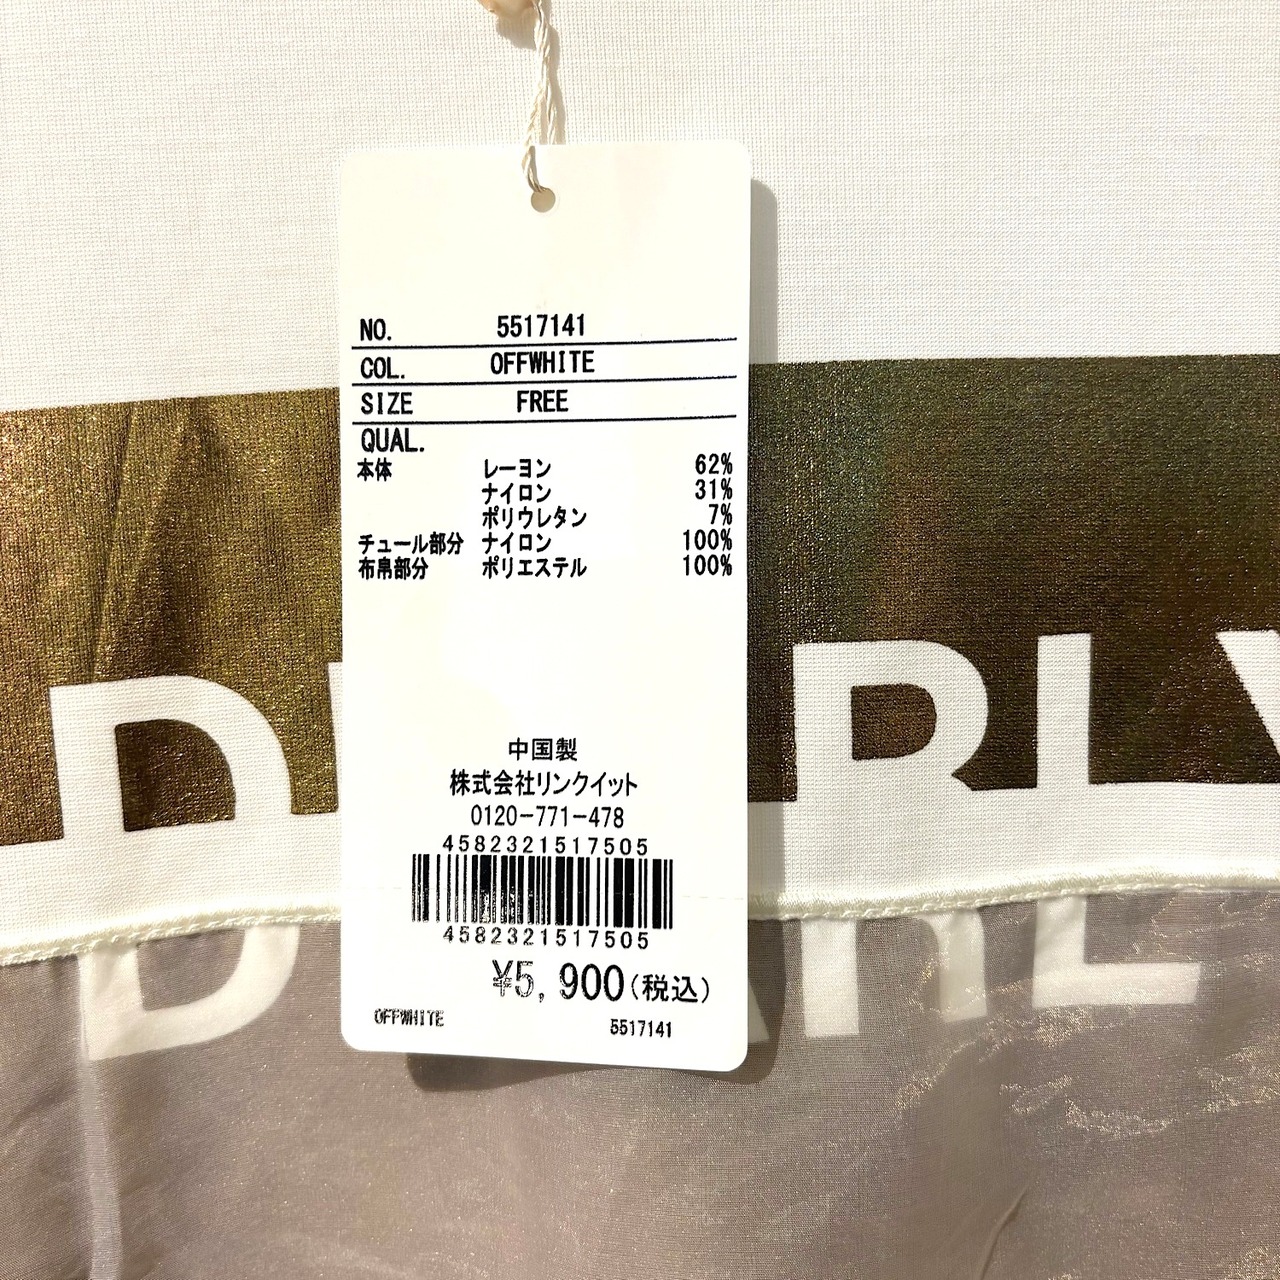 NO. 5517141
COL. OFFWHITE
SIZE FREE
QUAL.
本体 レーヨン 62%
ナイロン 31%
ポリウレタン 7%
チュール部分 ナイロン 100%
布帛部分 ポリエステル 100%
中国製
株式会社リンクイット
0120-771-478
4582321517505
4582321517505
¥5,900(税込)
OFFWHITE 5517141